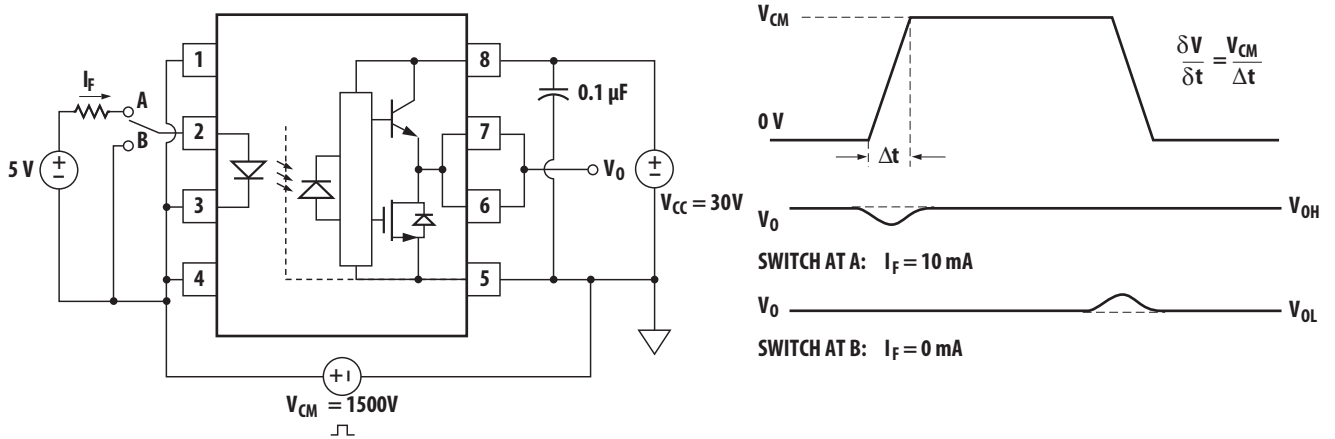 1
8
I_F
A
0.1 µF
2
B
7
V_O
5 V
3
6
V_CC = 30V
4
5
V_CM = 1500V
V_CM
δV/δt = V_CM/Δt
0 V
Δt
V_O
V_OH
SWITCH AT A: I_F = 10 mA
V_O
V_OL
SWITCH AT B: I_F = 0 mA